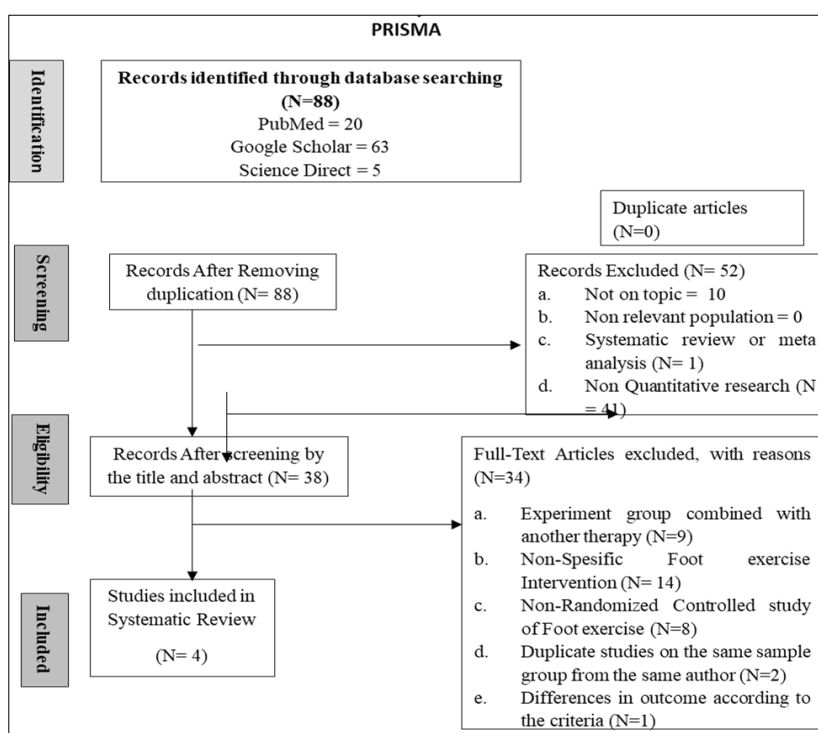 PRISMA
Identification
Records identified through database searching
(N=88)
PubMed = 20
Google Scholar = 63
Science Direct = 5
Duplicate articles
(N=0)
Screening
Records After Removing
duplication (N= 88)
Records Excluded (N= 52)
a. Not on topic = 10
b. Non relevant population = 0
c. Systematic review or meta
analysis (N= 1)
d. Non Quantitative research (N
= 41)
Eligibility
Records After screening by
the title and abstract (N= 38)
Full-Text Articles excluded, with reasons
(N=34)
a. Experiment group combined with
another therapy (N=9)
b. Non-Spesific Foot exercise
Intervention (N= 14)
c. Non-Randomized Controlled study
of Foot exercise (N=8)
d. Duplicate studies on the same sample
group from the same author (N=2)
e. Differences in outcome according to
the criteria (N=1)
Included
Studies included in
Systematic Review
(N= 4)